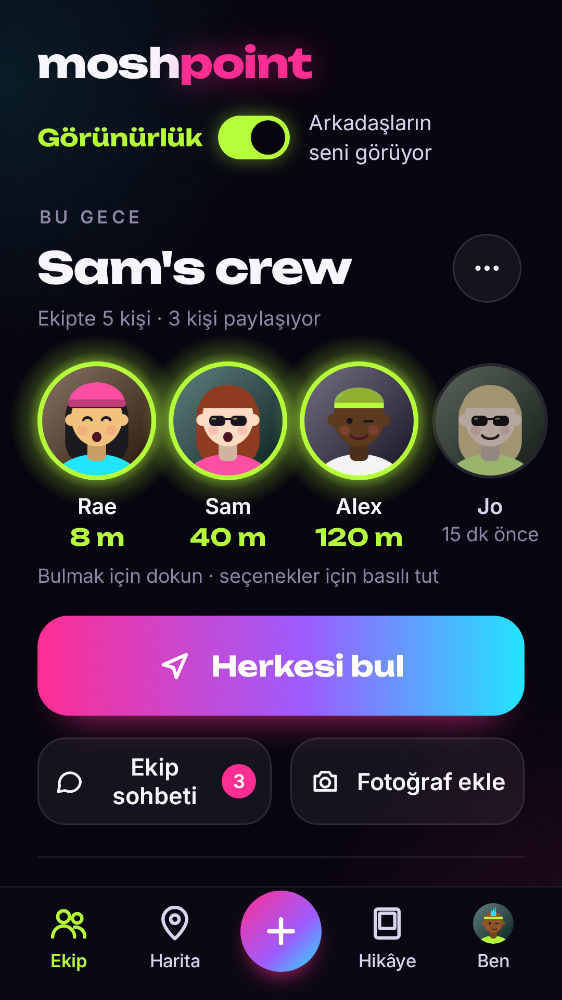 moshpoint
Görünürlük
Arkadaşların
seni görüyor
BU GECE
Sam's crew
Ekipte 5 kişi · 3 kişi paylaşıyor
Rae
8 m
Sam
40 m
Alex
120 m
Jo
15 dk önce
Bulmak için dokun · seçenekler için basılı tut
Herkesi bul
Ekip
sohbeti
3
Fotoğraf ekle
Ekip
Harita
Hikâye
Ben